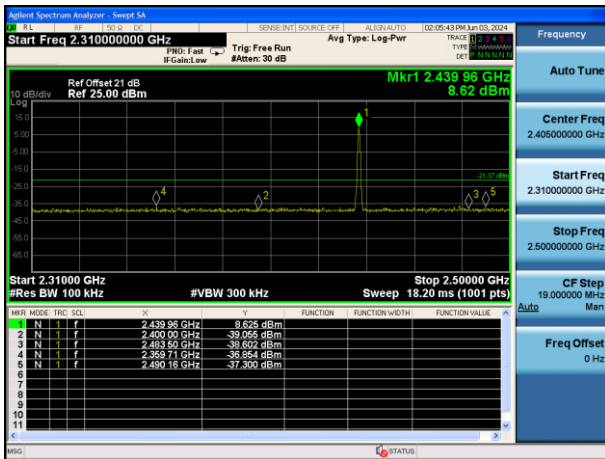 Agilent Spectrum Analyzer - Swept SA
RL RF 50 Ω DC SENSE:INT SOURCE OFF ALIGNAUTO 02:05:43 PM Jun 03, 2024
Start Freq 2.310000000 GHz
PNO: Fast
IFGain:Low
Trig: Free Run
#Atten: 30 dB
Avg Type: Log-Pwr
TRACE 1 2 3 4 5 6
TYPE M WWWWW
DET P NNNNN
Frequency
Auto Tune
Center Freq
2.405000000 GHz
Start Freq
2.310000000 GHz
Stop Freq
2.500000000 GHz
CF Step
19.000000 MHz
Auto Man
Freq Offset
0 Hz
Mkr1 2.439 96 GHz
8.62 dBm
Ref Offset 21 dB
10 dB/div Ref 25.00 dBm
Log
15.0
5.00
-5.00
-15.0
-25.0
-35.0
-45.0
-55.0
-65.0
1
-21.37 dBm
4
2
3
5
Start 2.31000 GHz Stop 2.50000 GHz
#Res BW 100 kHz #VBW 300 kHz Sweep 18.20 ms (1001 pts)
MKR MODE TRC SCL X Y FUNCTION FUNCTION WIDTH FUNCTION VALUE
1 N 1 f 2.439 96 GHz 8.625 dBm
2 N 1 f 2.400 00 GHz -39.055 dBm
3 N 1 f 2.483 50 GHz -38.602 dBm
4 N 1 f 2.359 71 GHz -36.854 dBm
5 N 1 f 2.490 16 GHz -37.300 dBm
6
7
8
9
10
11
MSG STATUS